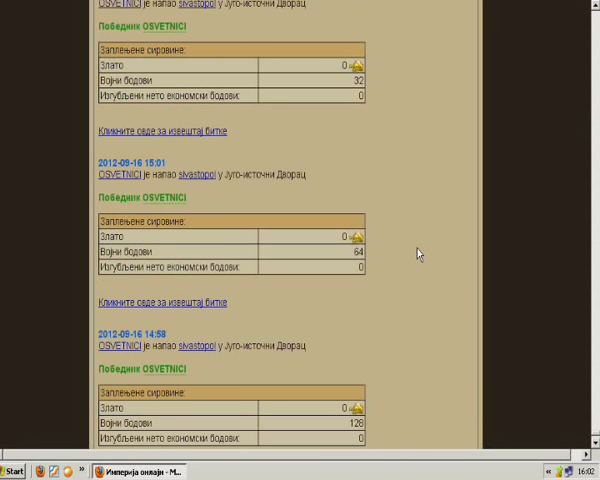 OSVETNICI је напао sivastopol у Југо-источни Дворац
Победник OSVETNICI
Заплењене сировине:
Злато 0
Војни бодови 32
Изгубљени нето економски бодови: 0
Кликните овде за извештај битке
2012-09-16 15:01
OSVETNICI је напао sivastopol у Југо-источни Дворац
Победник OSVETNICI
Заплењене сировине:
Злато 0
Војни бодови 64
Изгубљени нето економски бодови: 0
Кликните овде за извештај битке
2012-09-16 14:58
OSVETNICI је напао sivastopol у Југо-источни Дворац
Победник OSVETNICI
Заплењене сировине:
Злато 0
Војни бодови 128
Изгубљени нето економски бодови: 0
Start » Империја онлајн - М... « 16:02